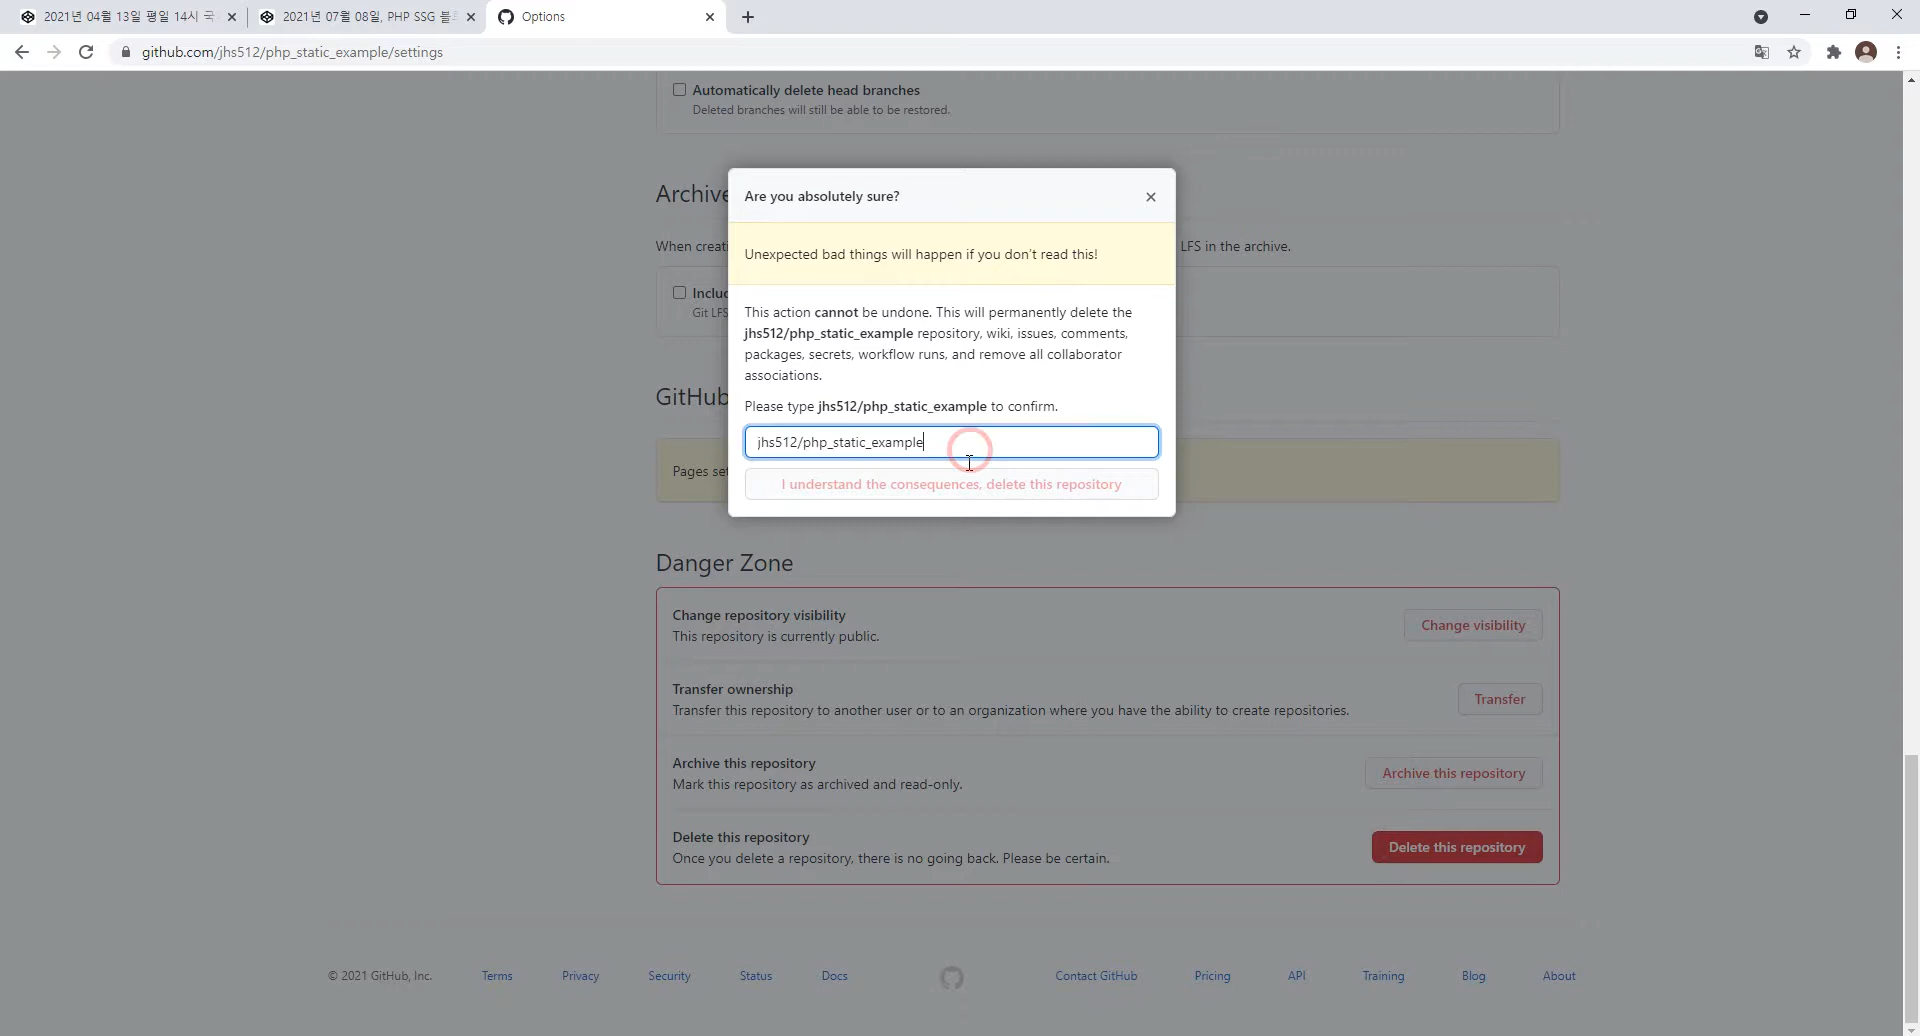 2021년 04월 13일 평일 14시 국
2021년 07월 08일, PHP SSG 블로
Options
github.com/jhs512/php_static_example/settings
Automatically delete head branches
Deleted branches will still be able to be restored.
Archive
When creati
LFS in the archive.
Includ
Git LFS
GitHub
Pages set
Are you absolutely sure?
Unexpected bad things will happen if you don't read this!
This action cannot be undone. This will permanently delete the
jhs512/php_static_example repository, wiki, issues, comments,
packages, secrets, workflow runs, and remove all collaborator
associations.
Please type jhs512/php_static_example to confirm.
jhs512/php_static_example
I understand the consequences, delete this repository
Danger Zone
Change repository visibility
This repository is currently public.
Change visibility
Transfer ownership
Transfer this repository to another user or to an organization where you have the ability to create repositories.
Transfer
Archive this repository
Mark this repository as archived and read-only.
Archive this repository
Delete this repository
Once you delete a repository, there is no going back. Please be certain.
Delete this repository
© 2021 GitHub, Inc. Terms Privacy Security Status Docs Contact GitHub Pricing API Training Blog About